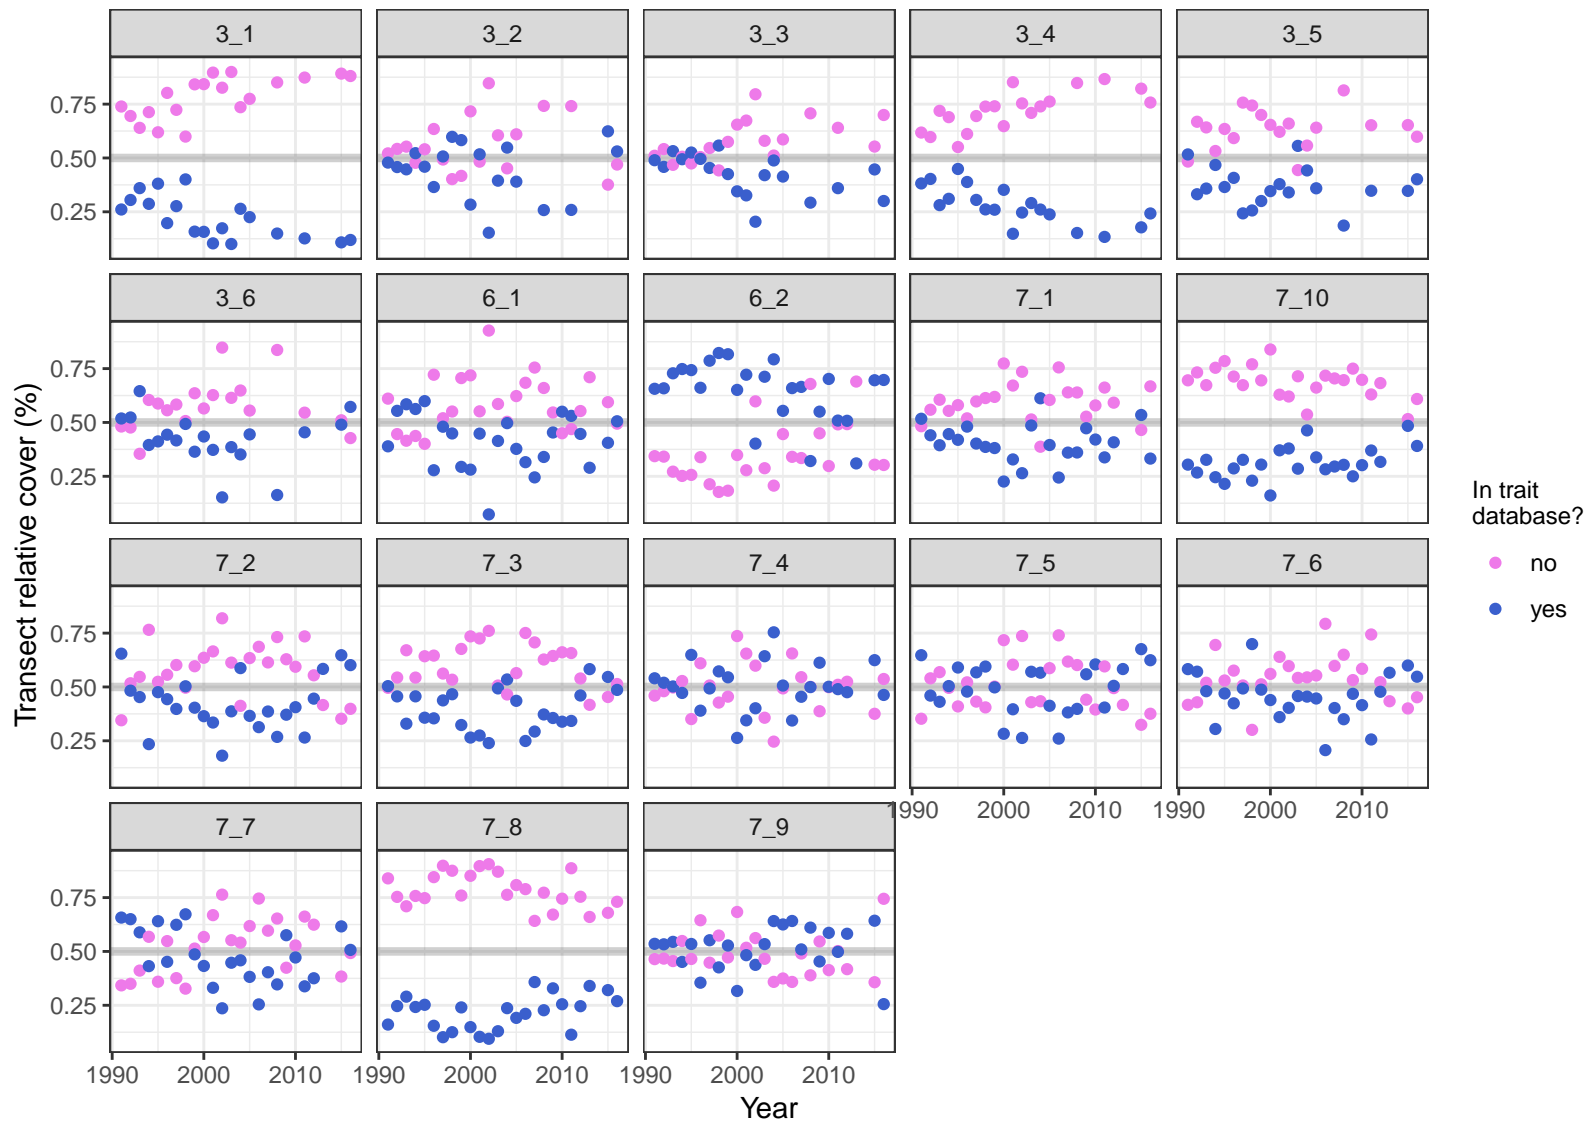 3_1 3_2 3_3 3_4 3_5
0.75
0.50
0.25
3_6 6_1 6_2 7_1 7_10
0.75
0.50
0.25
7_2 7_3 7_4 7_5 7_6
0.75
0.50
0.25
1990 2000 2010 1990 2000 2010
7_7 7_8 7_9
0.75
0.50
0.25
1990 2000 2010 1990 2000 2010 1990 2000 2010
Year
Transect relative cover (%)
In trait
database?
no
yes